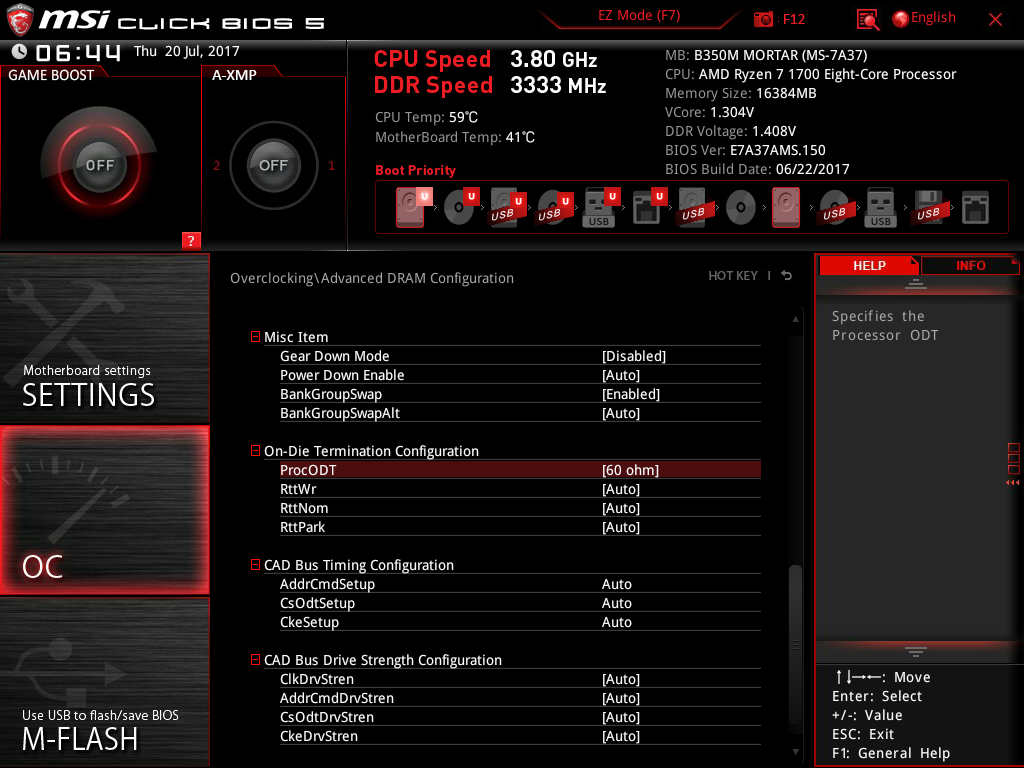 msi CLICK BIOS 5
EZ Mode (F7)
: F12
English
06:44 Thu 20 Jul, 2017
GAME BOOST
OFF
?
A-XMP
2 OFF 1
CPU Speed 3.80 GHz
DDR Speed 3333 MHz
CPU Temp: 59°C
MotherBoard Temp: 41°C
MB: B350M MORTAR (MS-7A37)
CPU: AMD Ryzen 7 1700 Eight-Core Processor
Memory Size: 16384MB
VCore: 1.304V
DDR Voltage: 1.408V
BIOS Ver: E7A37AMS.150
BIOS Build Date: 06/22/2017
Boot Priority
U U U U U U
USB USB USB USB USB USB USB
Motherboard settings
SETTINGS
OC
Use USB to flash/save BIOS
M-FLASH
Overclocking\Advanced DRAM Configuration
HOT KEY |
Misc Item
Gear Down Mode [Disabled]
Power Down Enable [Auto]
BankGroupSwap [Enabled]
BankGroupSwapAlt [Auto]
On-Die Termination Configuration
ProcODT [60 ohm]
RttWr [Auto]
RttNom [Auto]
RttPark [Auto]
CAD Bus Timing Configuration
AddrCmdSetup Auto
CsOdtSetup Auto
CkeSetup Auto
CAD Bus Drive Strength Configuration
ClkDrvStren [Auto]
AddrCmdDrvStren [Auto]
CsOdtDrvStren [Auto]
CkeDrvStren [Auto]
HELP INFO
Specifies the
Processor ODT
↑↓→←: Move
Enter: Select
+/-: Value
ESC: Exit
F1: General Help